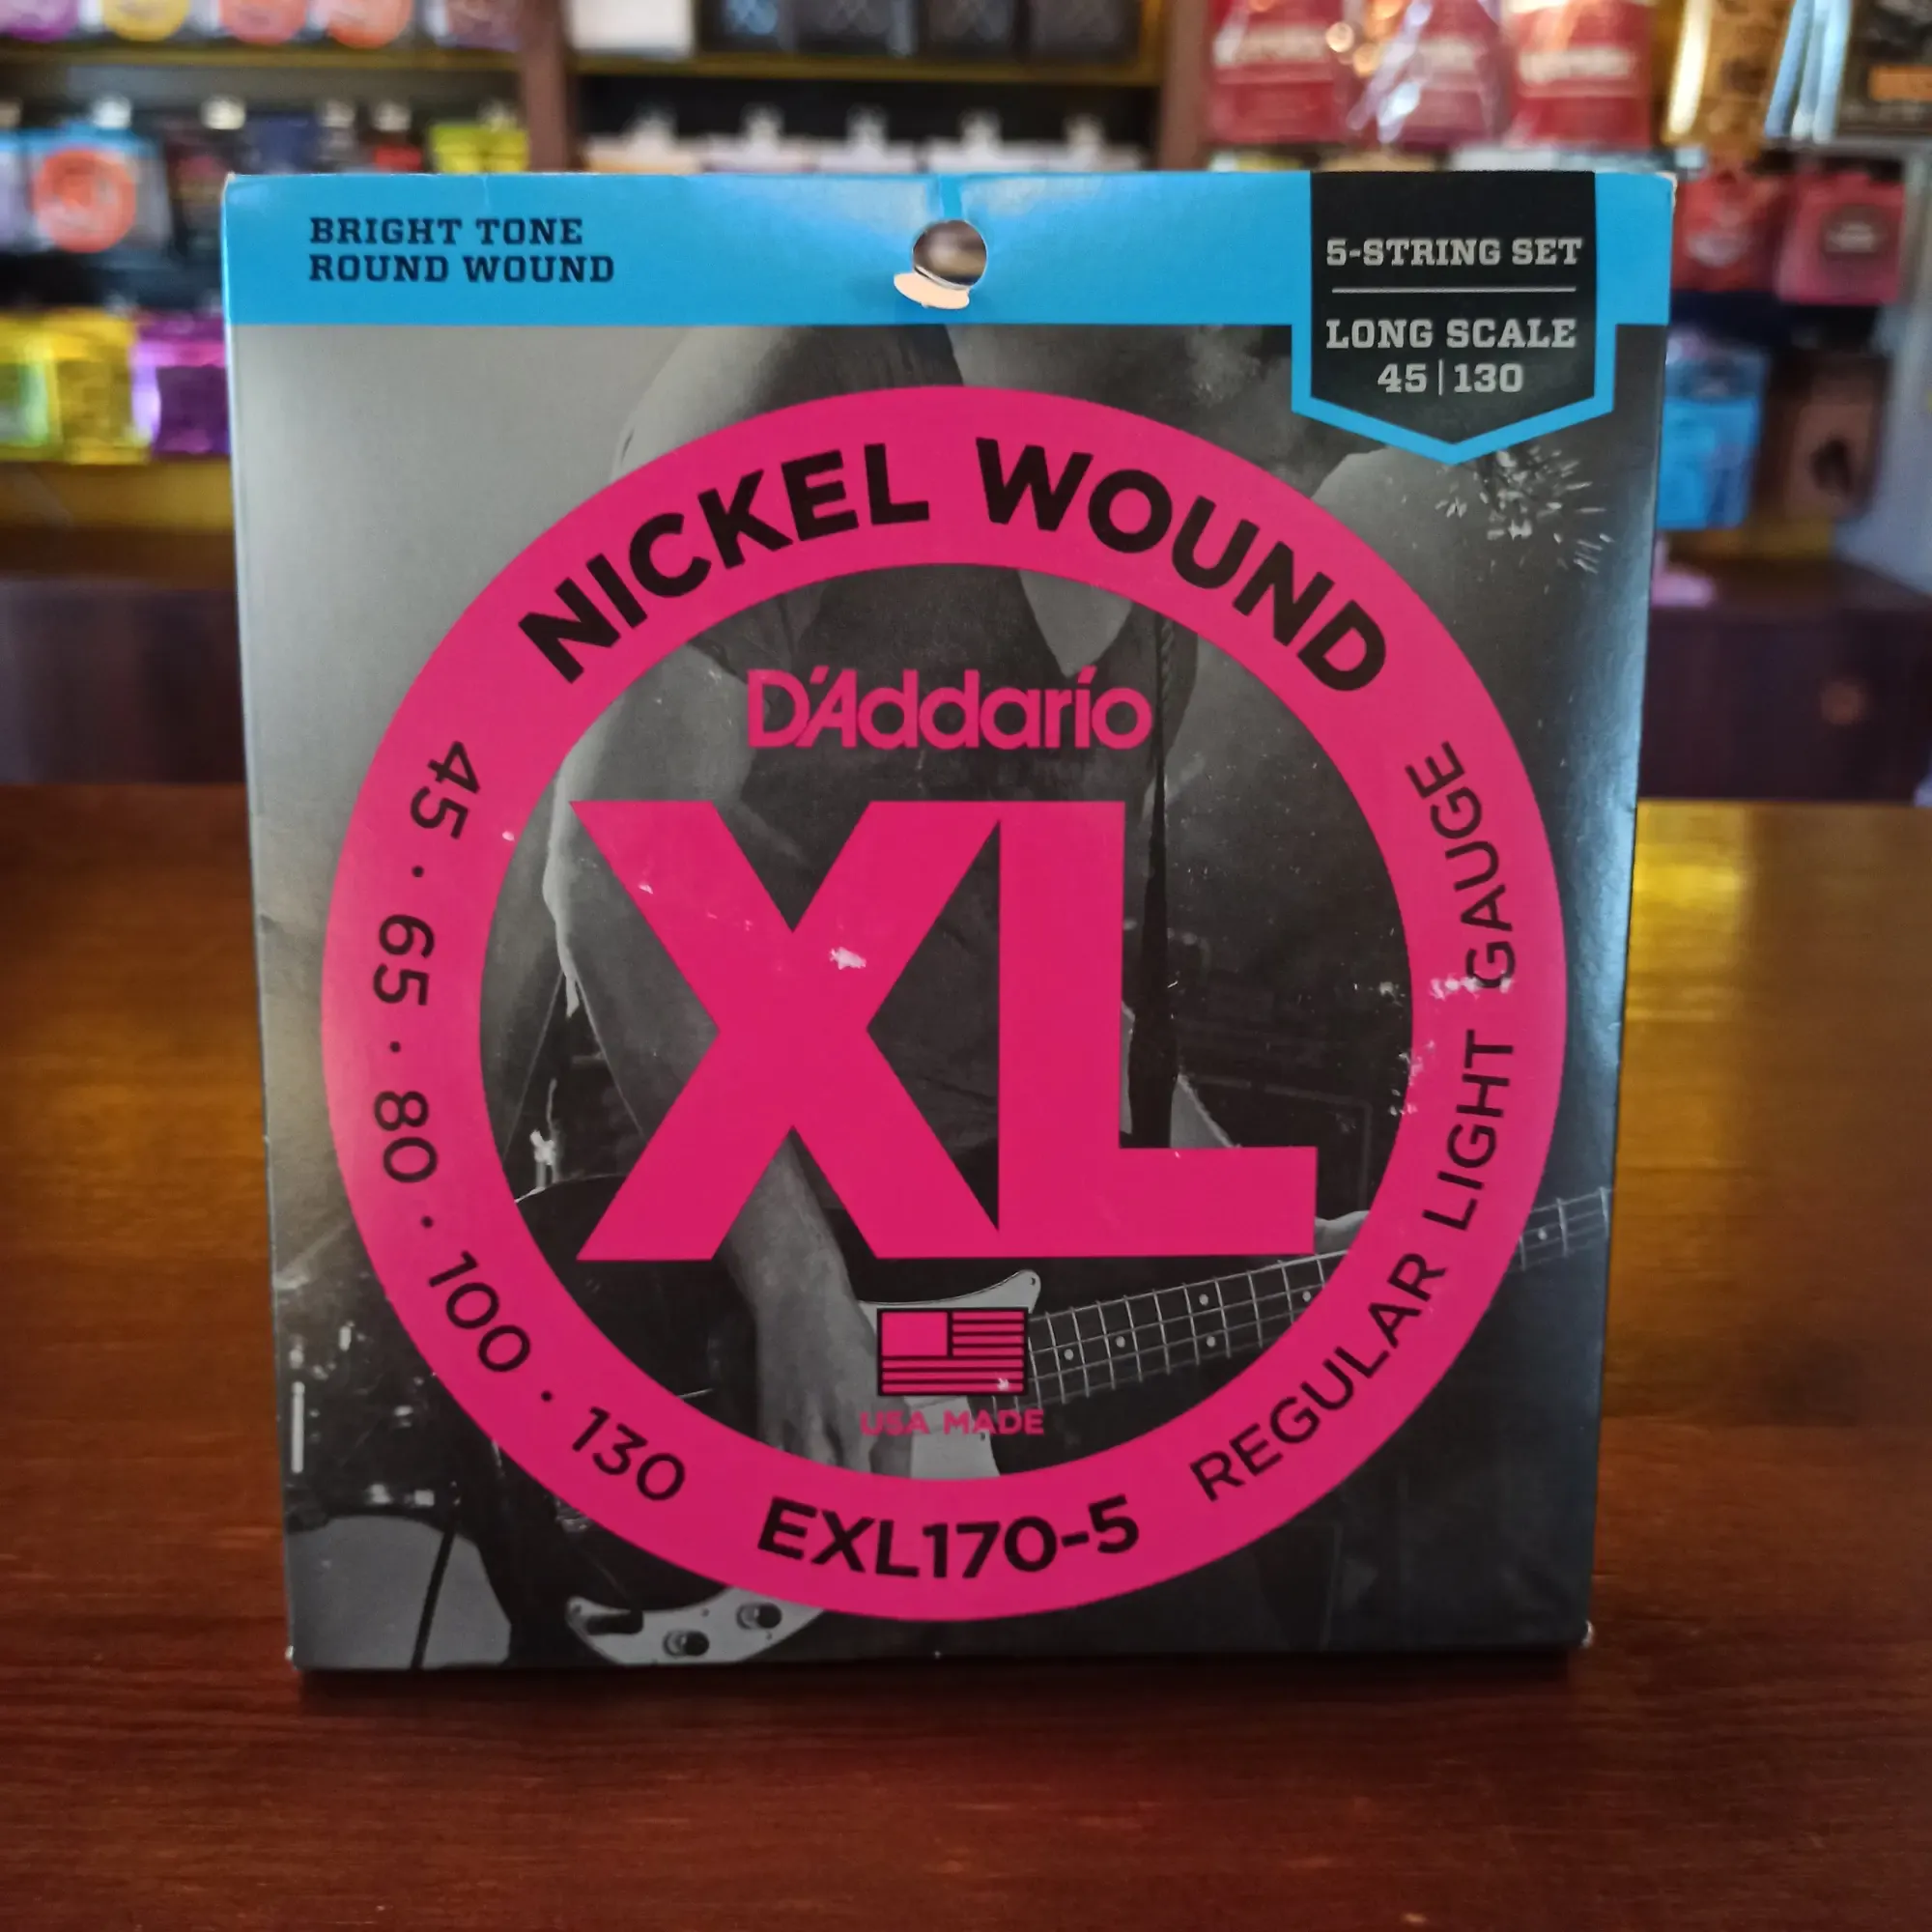 BRIGHT TONE
ROUND WOUND
5-STRING SET
LONG SCALE
45 | 130
NICKEL WOUND
D'Addario
XL
USA MADE
45 · 65 · 80 · 100 · 130
EXL170-5
REGULAR LIGHT GAUGE